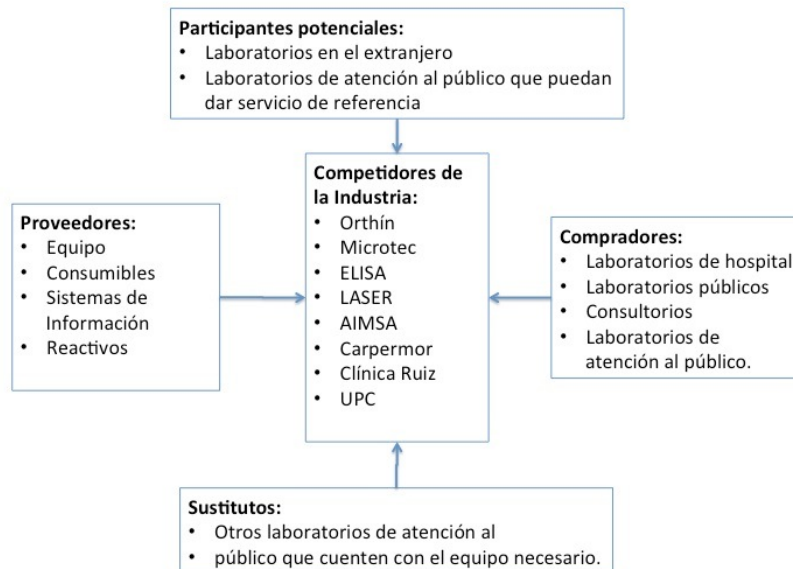 Participantes potenciales:
• Laboratorios en el extranjero
• Laboratorios de atención al público que puedan
dar servicio de referencia
Competidores de
la Industria:
• Orthín
• Microtec
• ELISA
• LASER
• AIMSA
• Carpermor
• Clínica Ruiz
• UPC
Proveedores:
• Equipo
• Consumibles
• Sistemas de
Información
• Reactivos
Compradores:
• Laboratorios de hospital
• Laboratorios públicos
• Consultorios
• Laboratorios de
atención al público.
Sustitutos:
• Otros laboratorios de atención al
• público que cuenten con el equipo necesario.